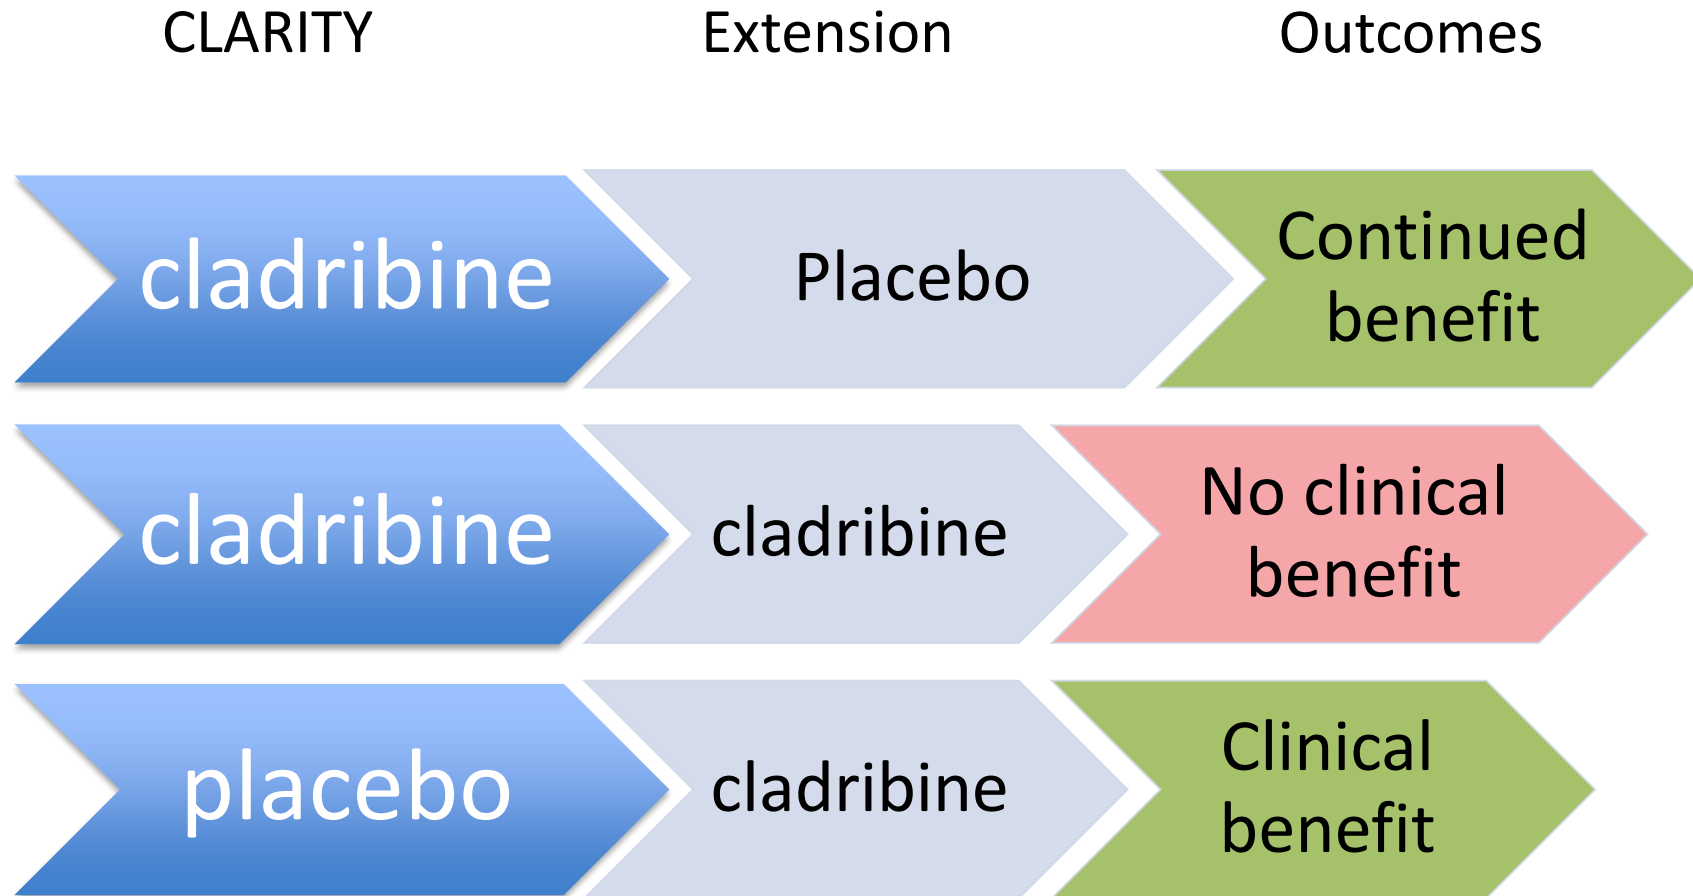 CLARITY Extension Outcomes
cladribine Placebo Continued
benefit
cladribine cladribine No clinical
benefit
placebo cladribine Clinical
benefit